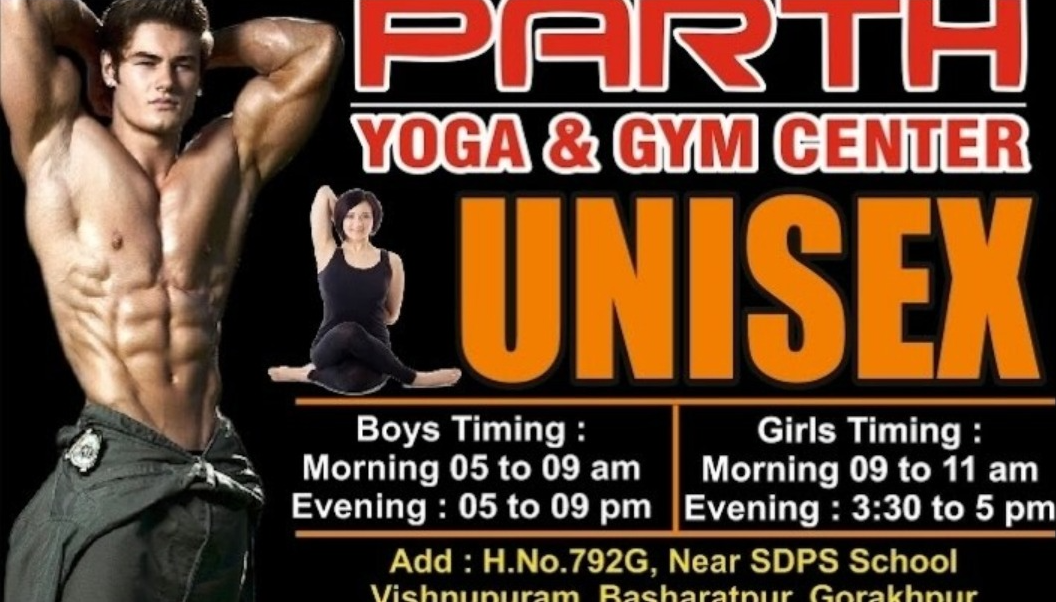 PARTH
YOGA & GYM CENTER
UNISEX
Boys Timing :
Morning 05 to 09 am
Evening : 05 to 09 pm
Girls Timing :
Morning 09 to 11 am
Evening : 3:30 to 5 pm
Add : H.No.792G, Near SDPS School
Vishnupuram, Basharatpur, Gorakhpur